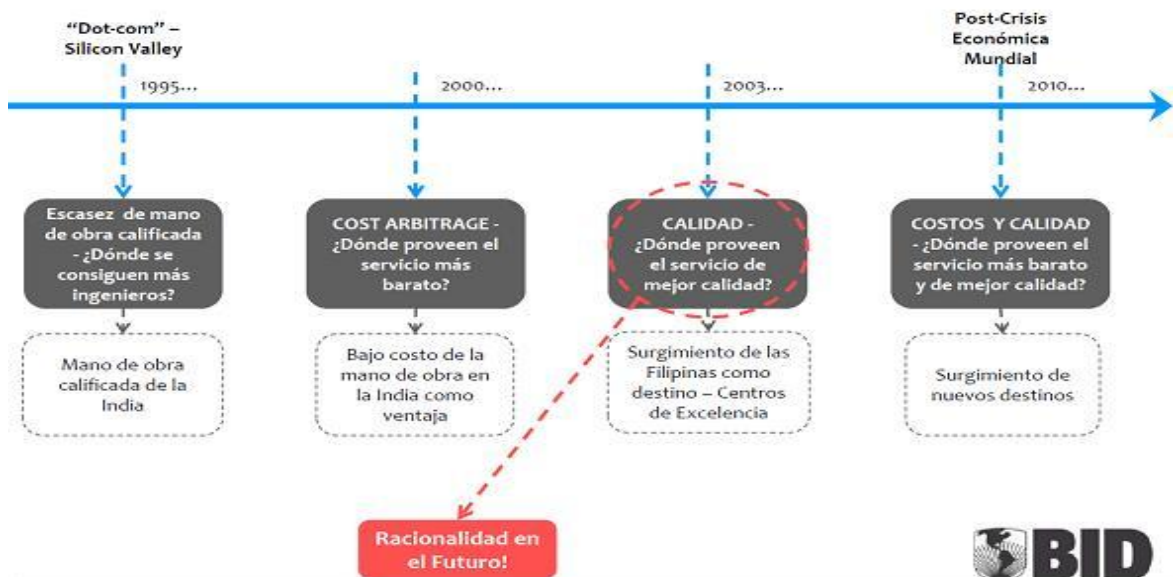 “Dot-com” –
Silicon Valley
Post-Crisis
Económica
Mundial
1995...
2000...
2003...
2010...
Escasez de mano
de obra calificada
- ¿Dónde se
consiguen más
ingenieros?
COST ARBITRAGE -
¿Dónde proveen el
servicio más
barato?
CALIDAD -
¿Dónde proveen
el servicio de
mejor calidad?
COSTOS Y CALIDAD
- ¿Dónde proveen el
servicio más barato
y de mejor calidad?
Mano de obra
calificada de la
India
Bajo costo de la
mano de obra en
la India como
ventaja
Surgimiento de las
Filipinas como
destino – Centros
de Excelencia
Surgimiento de
nuevos destinos
Racionalidad en
el Futuro!
BID